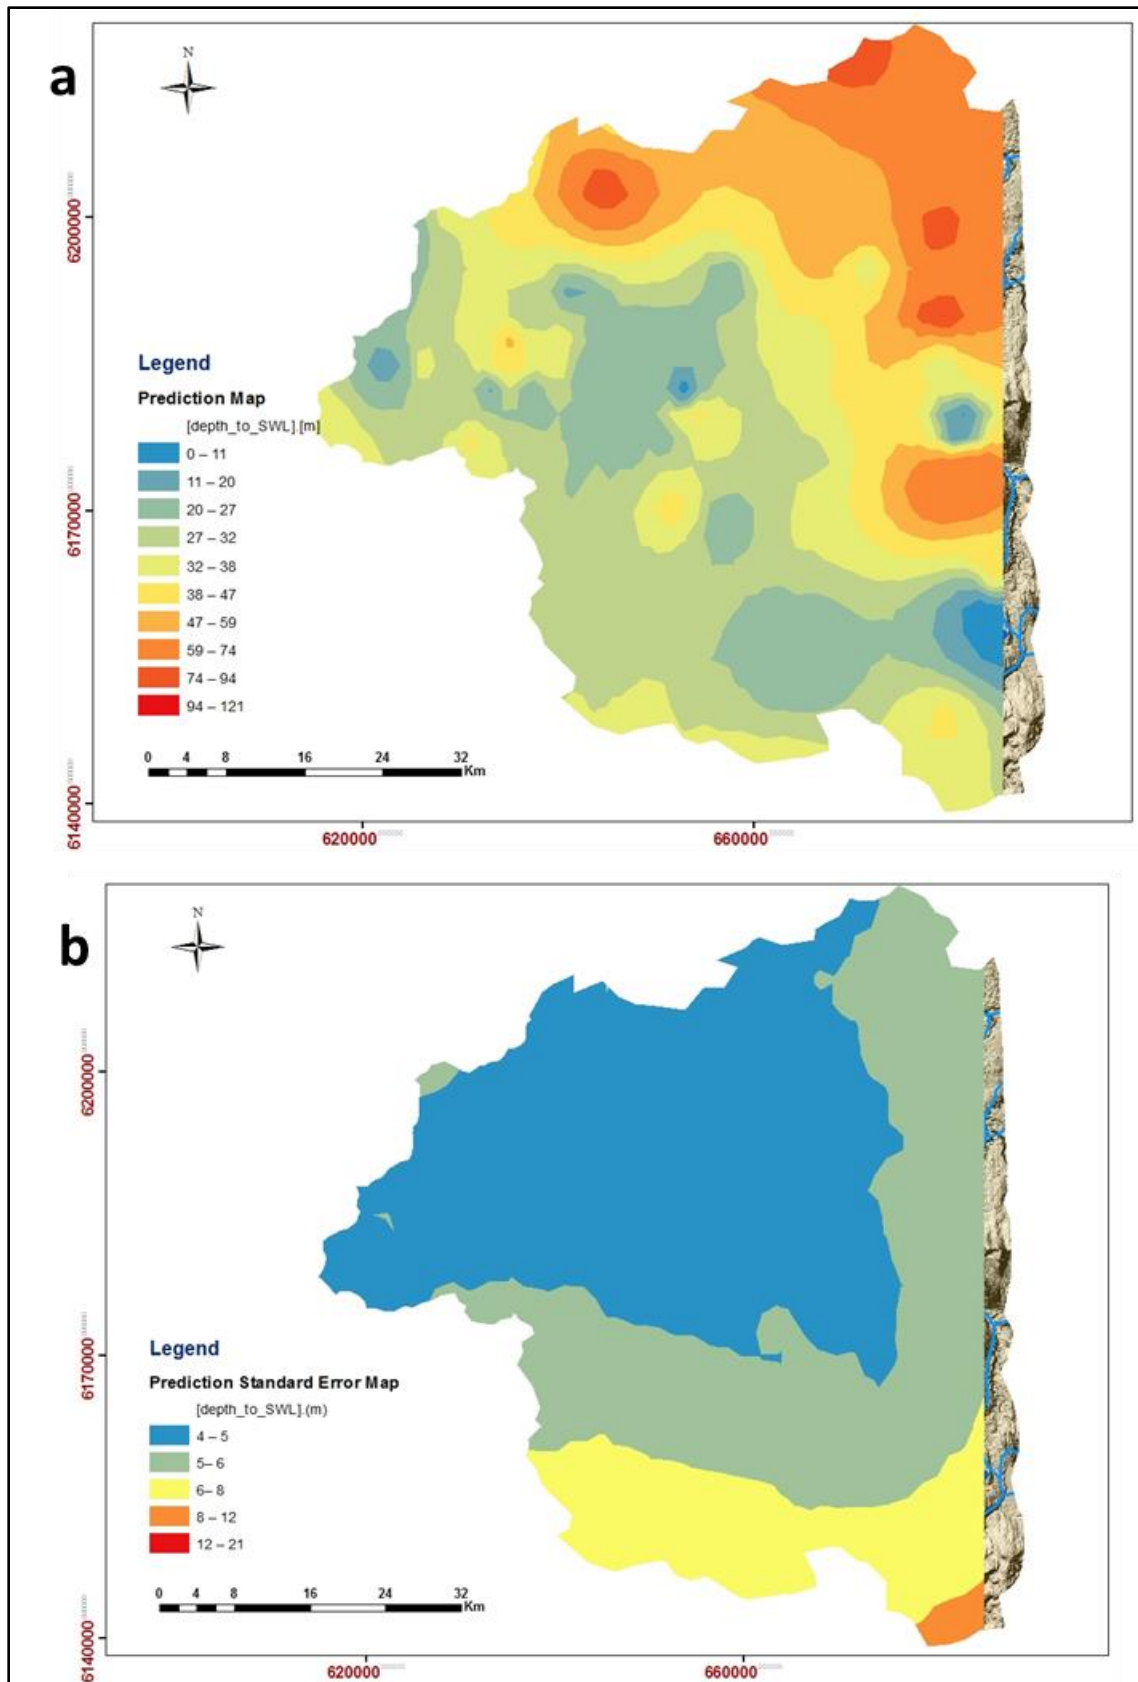 a
N
6200000
6170000
6140000
Legend
Prediction Map
[depth_to_SWL].[m]
0 – 11
11 – 20
20 – 27
27 – 32
32 – 38
38 – 47
47 – 59
59 – 74
74 – 94
94 – 121
0 4 8 16 24 32
Km
620000 660000
b
N
6200000
6170000
6140000
Legend
Prediction Standard Error Map
[depth_to_SWL].(m)
4 – 5
5– 6
6– 8
8 – 12
12 – 21
0 4 8 16 24 32
Km
620000 660000